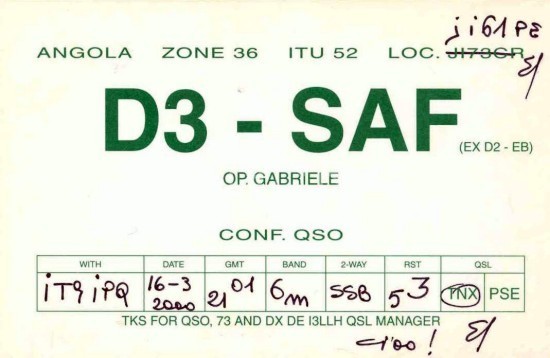 ji61PE
ANGOLA ZONE 36 ITU 52 LOC. JI73GR
D3 - SAF (EX D2 - EB)
OP. GABRIELE
CONF. QSO
WITH DATE GMT BAND 2-WAY RST QSL
iT9iPQ 16-3 2000 21 01 6m SSB 53 TNX PSE
TKS FOR QSO, 73 AND DX DE I3LLH QSL MANAGER
ciao!